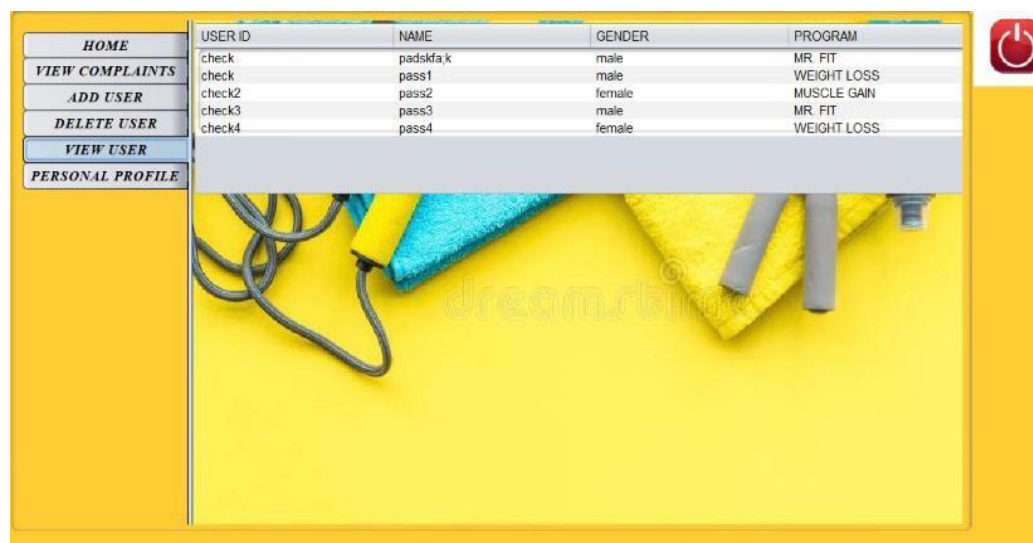 HOME
VIEW COMPLAINTS
ADD USER
DELETE USER
VIEW USER
PERSONAL PROFILE
USER ID NAME GENDER PROGRAM
check padskfa;k male MR. FIT
check pass1 male WEIGHT LOSS
check2 pass2 female MUSCLE GAIN
check3 pass3 male MR. FIT
check4 pass4 female WEIGHT LOSS
dreamstime